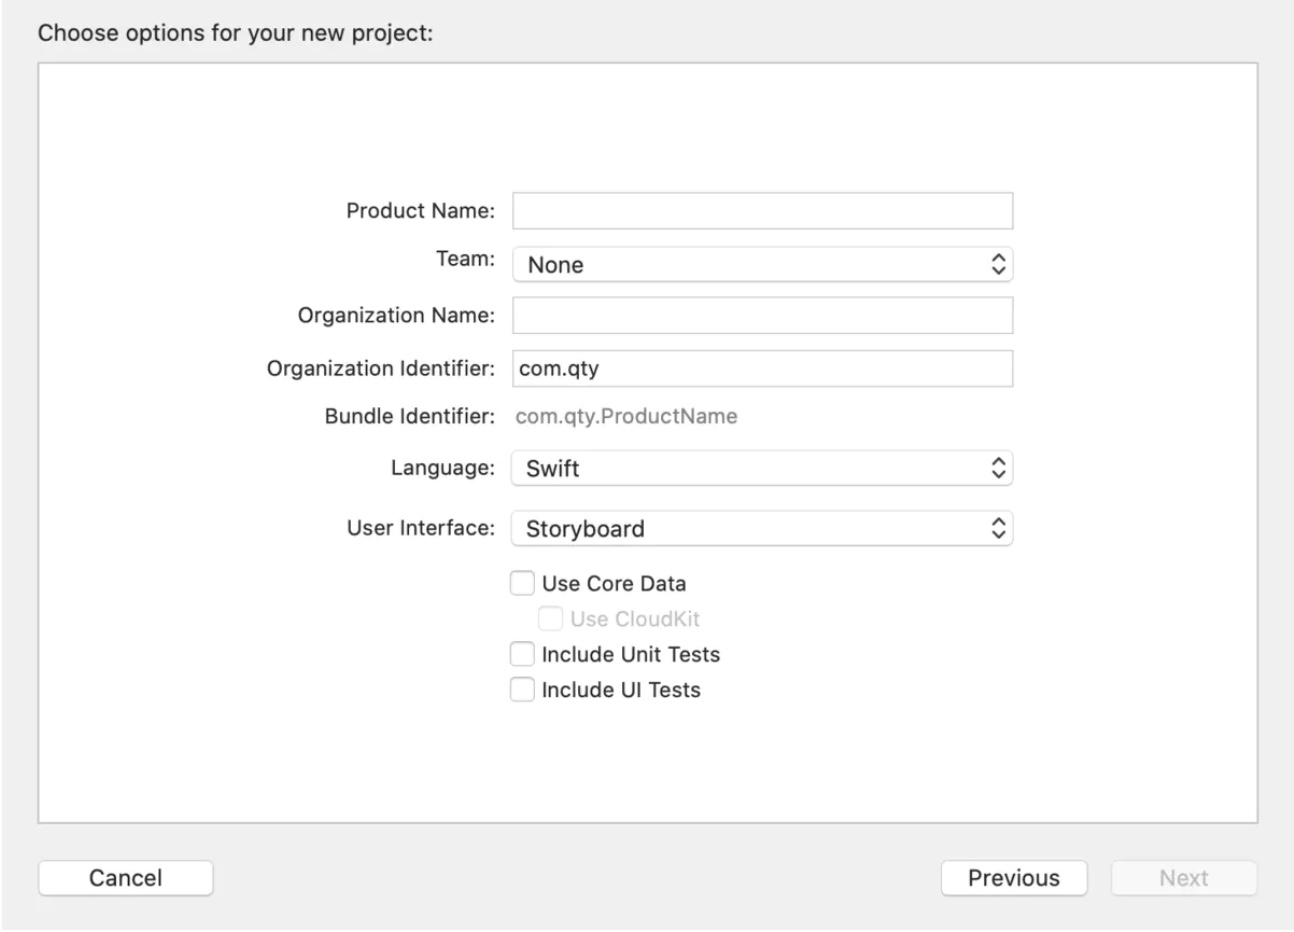 Choose options for your new project:
Product Name:
Team: None
Organization Name:
Organization Identifier: com.qty
Bundle Identifier: com.qty.ProductName
Language: Swift
User Interface: Storyboard
Use Core Data
Use CloudKit
Include Unit Tests
Include UI Tests
Cancel Previous Next